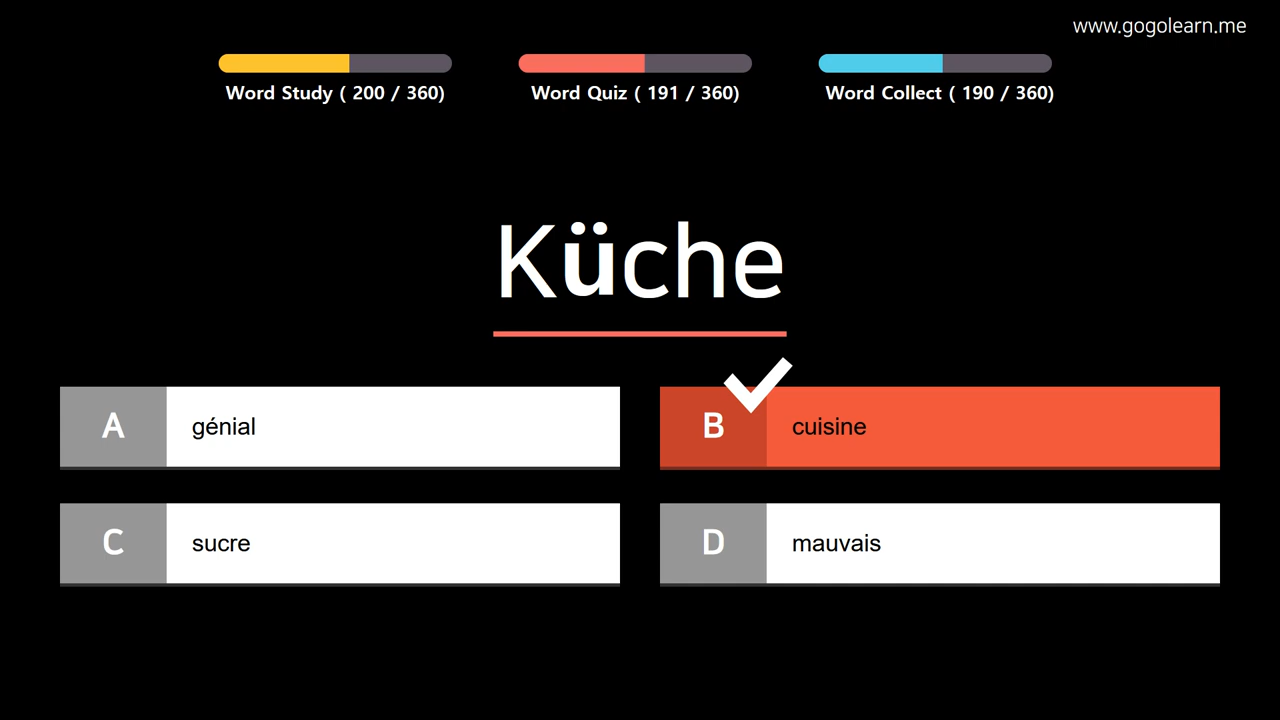 www.gogolearn.me
Word Study ( 200 / 360)
Word Quiz ( 191 / 360)
Word Collect ( 190 / 360)
Küche
A
génial
B
cuisine
C
sucre
D
mauvais